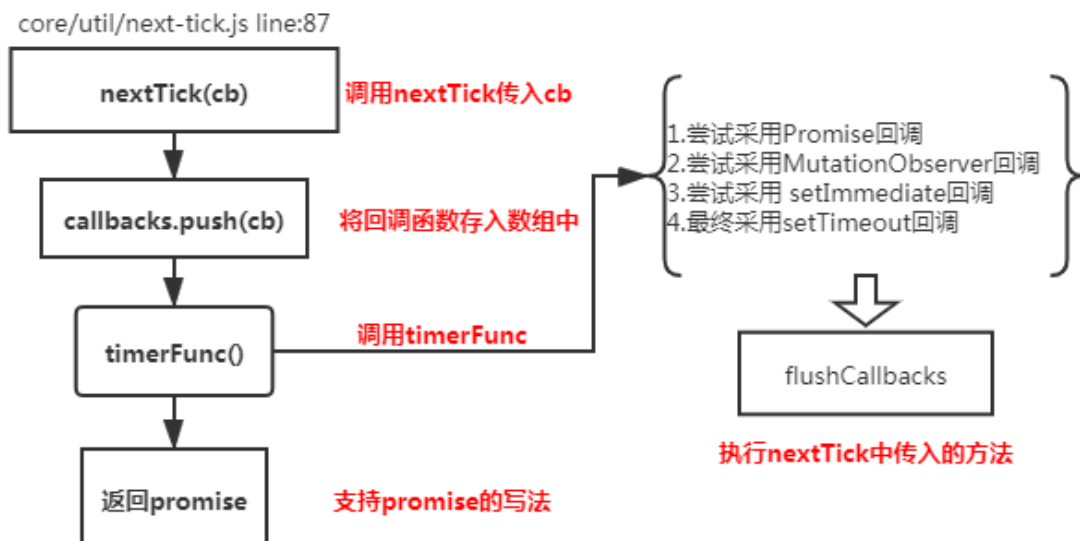 core/util/next-tick.js line:87
nextTick(cb)
调用nextTick传入cb
callbacks.push(cb)
将回调函数存入数组中
timerFunc()
调用timerFunc
返回promise
支持promise的写法
1.尝试采用Promise回调
2.尝试采用MutationObserver回调
3.尝试采用 setImmediate回调
4.最终采用setTimeout回调
flushCallbacks
执行nextTick中传入的方法